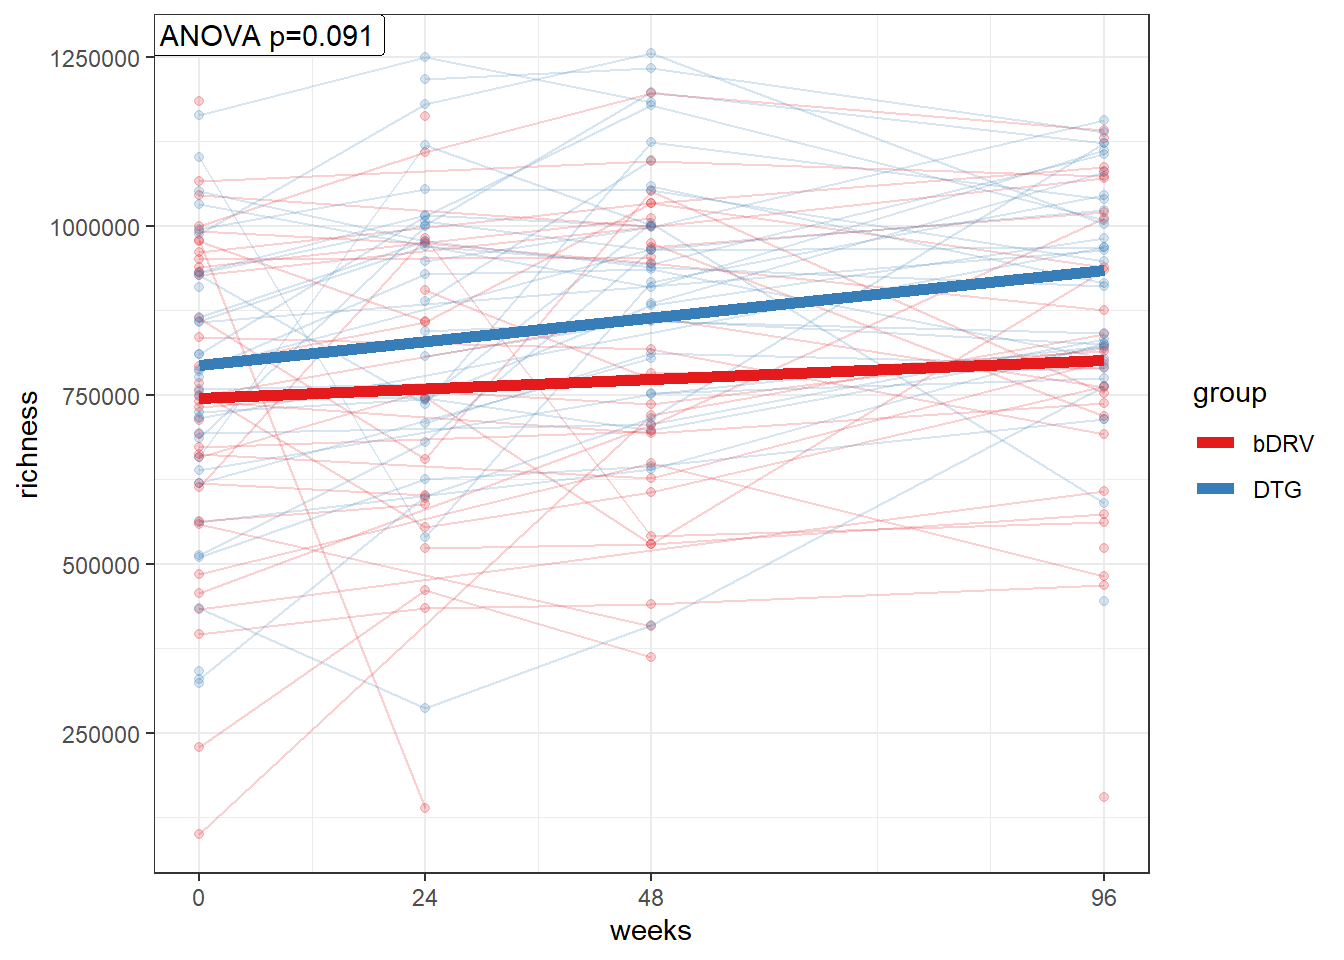 ANOVA p=0.091
1250000
1000000
750000
500000
250000
richness
0 24 48 96
weeks
group
bDRV
DTG